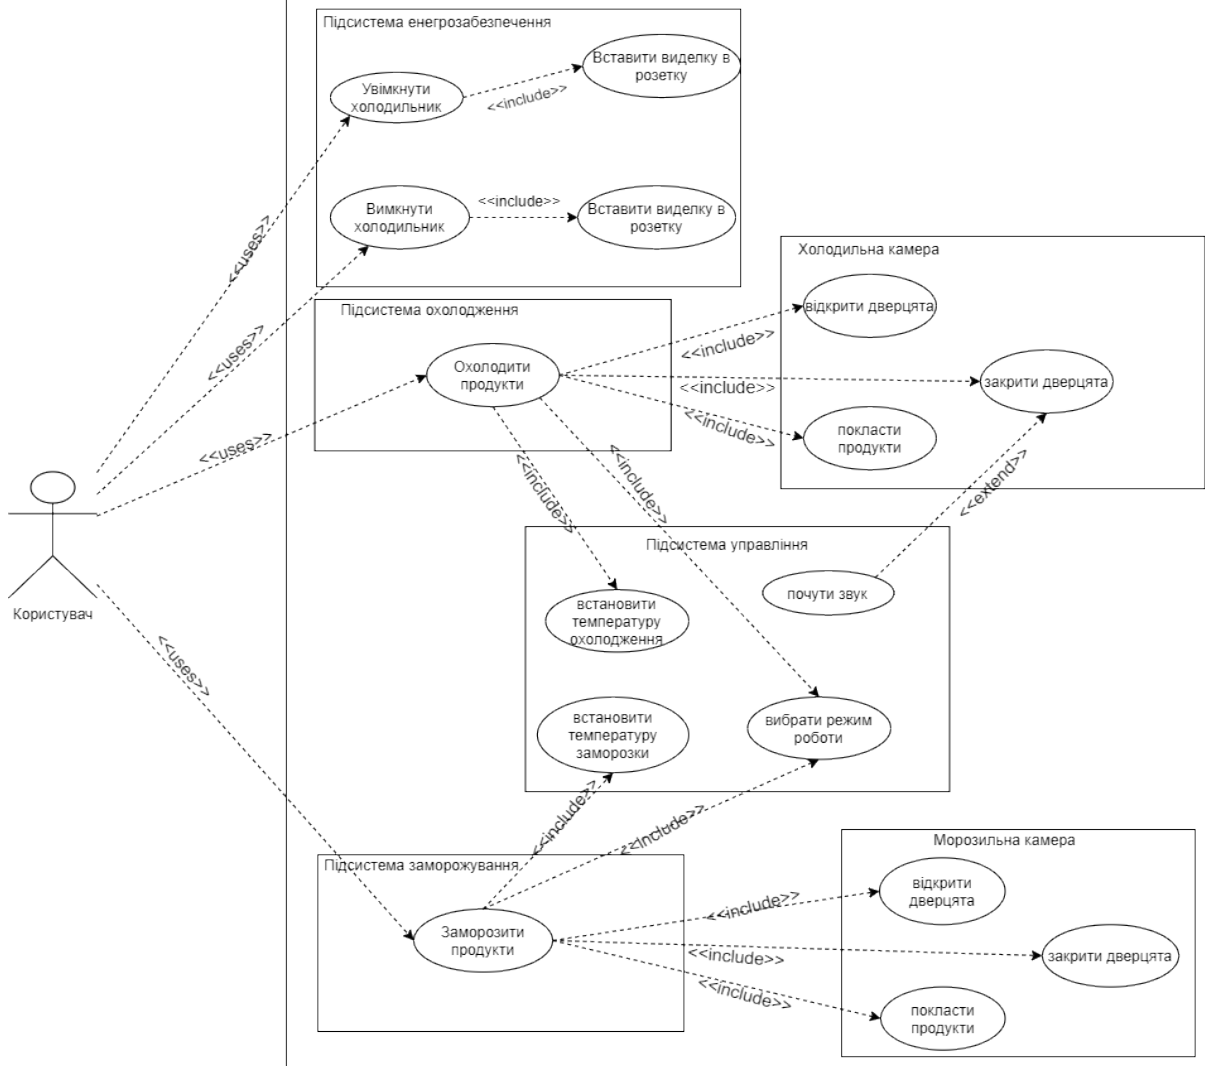 Підсистема енегрозабезпечення
Вставити виделку в
розетку
Увімкнути
холодильник
<<include>>
Вимкнути
холодильник
<<include>>
Вставити виделку в
розетку
<<uses>>
<<uses>>
<<uses>>
<<uses>>
Користувач
Підсистема охолодження
Охолодити
продукти
<<include>>
<<include>>
<<include>>
<<include>>
<<include>>
Холодильна камера
відкрити дверцята
закрити дверцята
покласти
продукти
<<extend>>
Підсистема управління
почути звук
встановити
температуру
охолодження
встановити
температуру
заморозки
вибрати режим
роботи
<<include>>
<<include>>
Підсистема заморожування
Заморозити
продукти
<<include>>
<<include>>
<<include>>
Морозильна камера
відкрити
дверцята
закрити дверцята
покласти
продукти